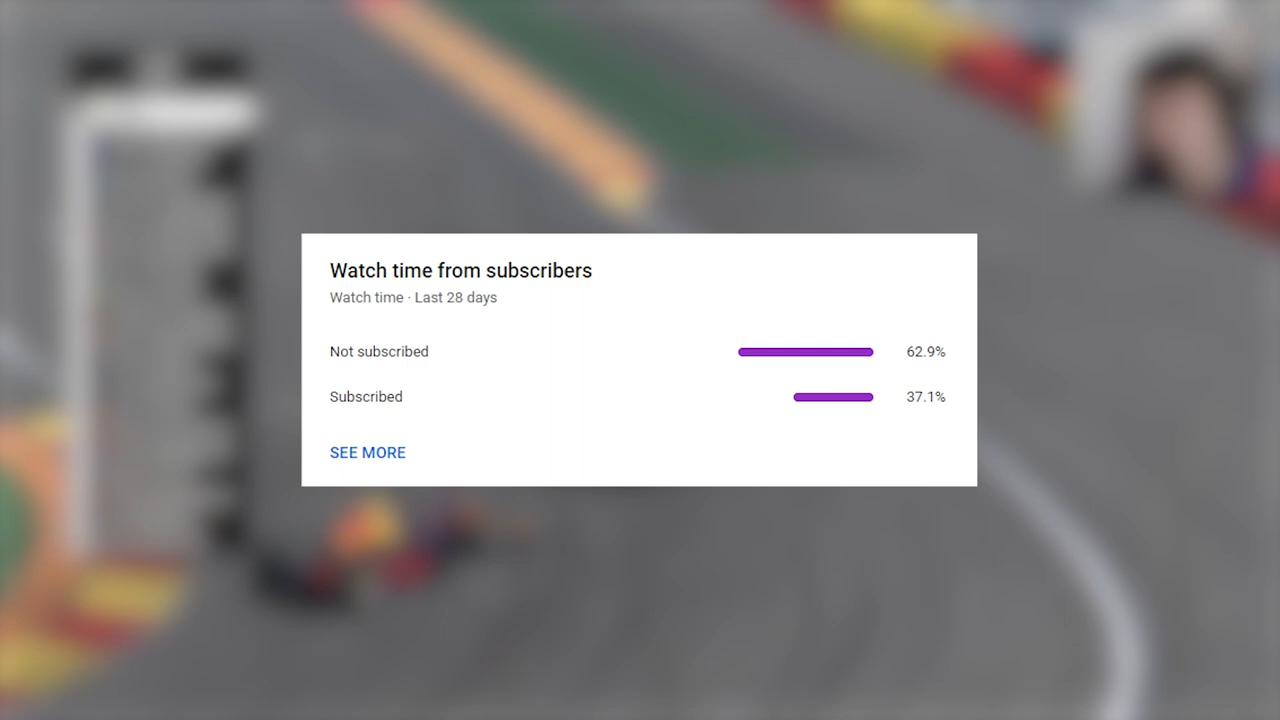 Watch time from subscribers
Watch time · Last 28 days
Not subscribed 62.9%
Subscribed 37.1%
SEE MORE